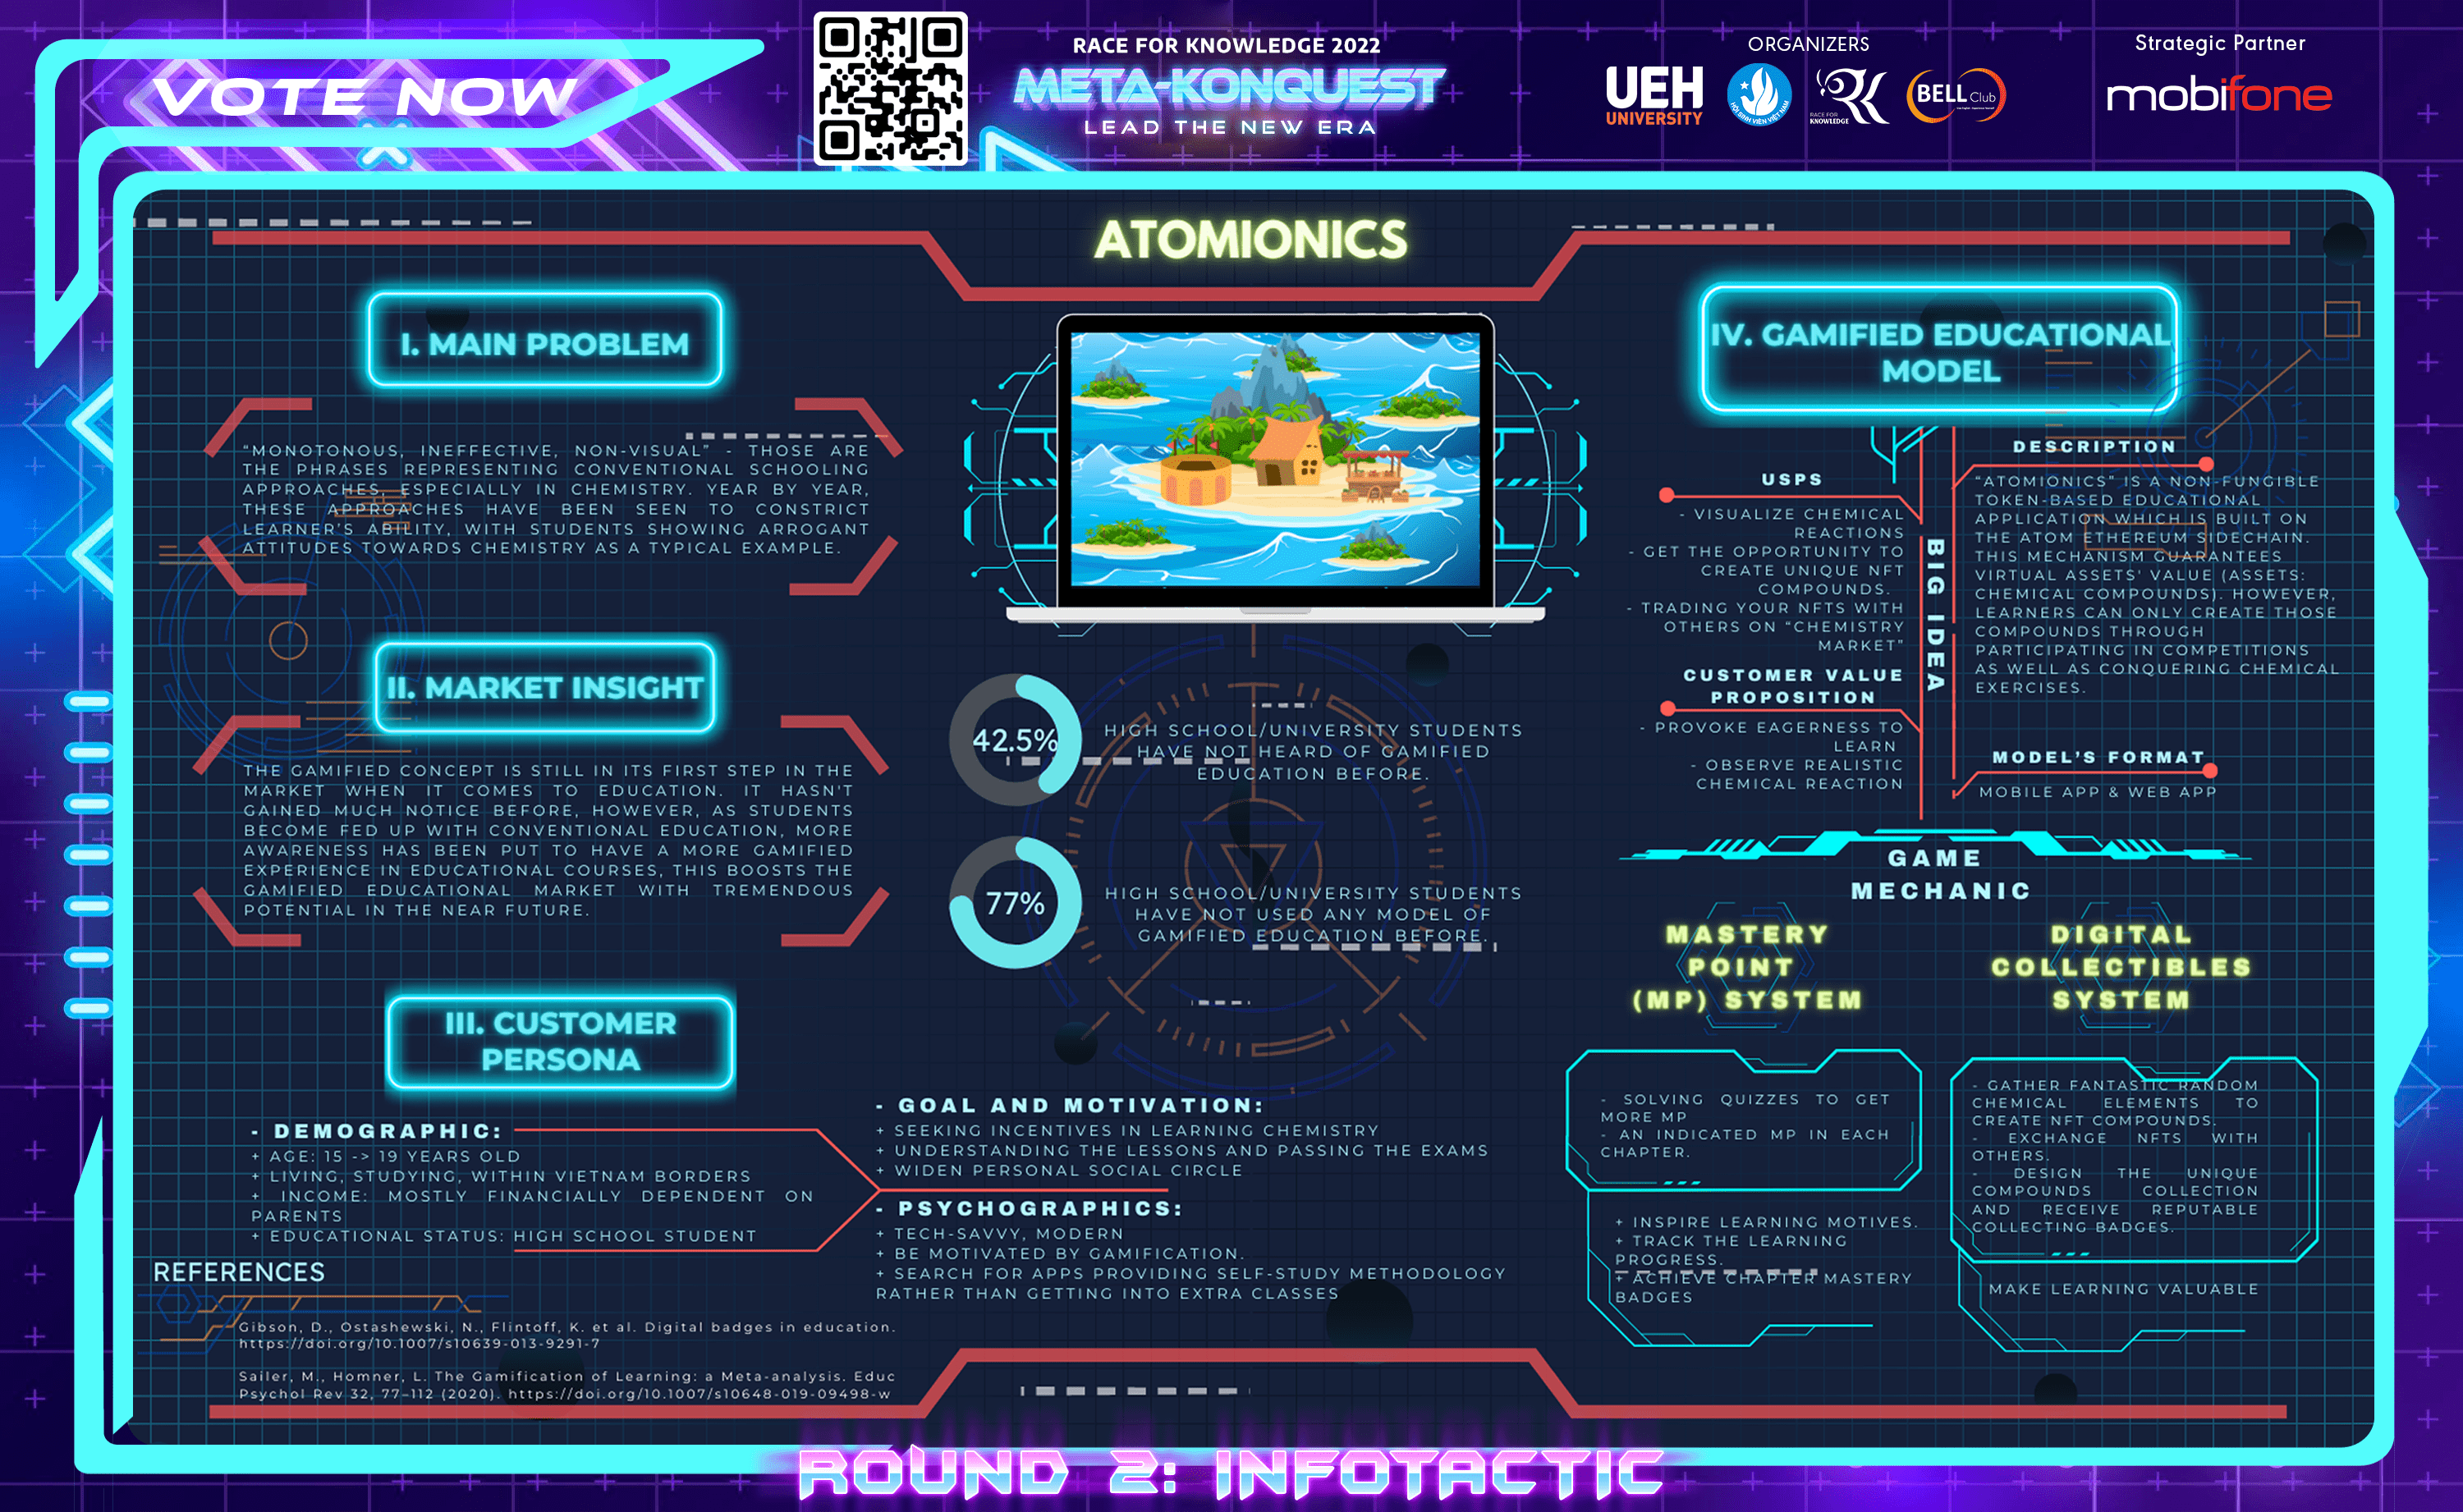 VOTE NOW
RACE FOR KNOWLEDGE 2022
META-KONQUEST
LEAD THE NEW ERA
ORGANIZERS
UEH
UNIVERSITY
HỘI SINH VIÊN VIỆT NAM
RACE FOR
KNOWLEDGE
BELL Club
Strategic Partner
mobifone
ATOMIONICS
I. MAIN PROBLEM
“MONOTONOUS, INEFFECTIVE, NON-VISUAL” - THOSE ARE
THE PHRASES REPRESENTING CONVENTIONAL SCHOOLING
APPROACHES, ESPECIALLY IN CHEMISTRY. YEAR BY YEAR,
THESE APPROACHES HAVE BEEN SEEN TO CONSTRICT
LEARNER'S ABILITY, WITH STUDENTS SHOWING ARROGANT
ATTITUDES TOWARDS CHEMISTRY AS A TYPICAL EXAMPLE.
II. MARKET INSIGHT
THE GAMIFIED CONCEPT IS STILL IN ITS FIRST STEP IN THE
MARKET WHEN IT COMES TO EDUCATION. IT HASN'T
GAINED MUCH NOTICE BEFORE, HOWEVER, AS STUDENTS
BECOME FED UP WITH CONVENTIONAL EDUCATION, MORE
AWARENESS HAS BEEN PUT TO HAVE A MORE GAMIFIED
EXPERIENCE IN EDUCATIONAL COURSES, THIS BOOSTS THE
GAMIFIED EDUCATIONAL MARKET WITH TREMENDOUS
POTENTIAL IN THE NEAR FUTURE.
42.5%
HIGH SCHOOL/UNIVERSITY STUDENTS
HAVE NOT HEARD OF GAMIFIED
EDUCATION BEFORE.
77%
HIGH SCHOOL/UNIVERSITY STUDENTS
HAVE NOT USED ANY MODEL OF
GAMIFIED EDUCATION BEFORE.
III. CUSTOMER
PERSONA
- DEMOGRAPHIC:
+ AGE: 15 -> 19 YEARS OLD
+ LIVING, STUDYING, WITHIN VIETNAM BORDERS
+ INCOME: MOSTLY FINANCIALLY DEPENDENT ON
PARENTS
+ EDUCATIONAL STATUS: HIGH SCHOOL STUDENT
- GOAL AND MOTIVATION:
+ SEEKING INCENTIVES IN LEARNING CHEMISTRY
+ UNDERSTANDING THE LESSONS AND PASSING THE EXAMS
+ WIDEN PERSONAL SOCIAL CIRCLE
- PSYCHOGRAPHICS:
+ TECH-SAVVY, MODERN
+ BE MOTIVATED BY GAMIFICATION.
+ SEARCH FOR APPS PROVIDING SELF-STUDY METHODOLOGY
RATHER THAN GETTING INTO EXTRA CLASSES
REFERENCES
Gibson, D., Ostashewski, N., Flintoff, K. et al. Digital badges in education.
https://doi.org/10.1007/s10639-013-9291-7
Sailer, M., Homner, L. The Gamification of Learning: a Meta-analysis. Educ
Psychol Rev 32, 77–112 (2020). https://doi.org/10.1007/s10648-019-09498-w
IV. GAMIFIED EDUCATIONAL
MODEL
BIG IDEA
USPS
- VISUALIZE CHEMICAL
REACTIONS
- GET THE OPPORTUNITY TO
CREATE UNIQUE NFT
COMPOUNDS.
- TRADING YOUR NFTS WITH
OTHERS ON “CHEMISTRY
MARKET”
CUSTOMER VALUE
PROPOSITION
- PROVOKE EAGERNESS TO
LEARN
- OBSERVE REALISTIC
CHEMICAL REACTION
DESCRIPTION
“ATOMIONICS” IS A NON-FUNGIBLE
TOKEN-BASED EDUCATIONAL
APPLICATION WHICH IS BUILT ON
THE ATOM ETHEREUM SIDECHAIN.
THIS MECHANISM GUARANTEES
VIRTUAL ASSETS' VALUE (ASSETS:
CHEMICAL COMPOUNDS). HOWEVER,
LEARNERS CAN ONLY CREATE THOSE
COMPOUNDS THROUGH
PARTICIPATING IN COMPETITIONS
AS WELL AS CONQUERING CHEMICAL
EXERCISES.
MODEL'S FORMAT
MOBILE APP & WEB APP
GAME
MECHANIC
MASTERY
POINT
(MP) SYSTEM
- SOLVING QUIZZES TO GET
MORE MP
- AN INDICATED MP IN EACH
CHAPTER.
+ INSPIRE LEARNING MOTIVES.
+ TRACK THE LEARNING
PROGRESS.
+ ACHIEVE CHAPTER MASTERY
BADGES
DIGITAL
COLLECTIBLES
SYSTEM
- GATHER FANTASTIC RANDOM
CHEMICAL ELEMENTS TO
CREATE NFT COMPOUNDS.
- EXCHANGE NFTS WITH
OTHERS.
- DESIGN THE UNIQUE
COMPOUNDS COLLECTION
AND RECEIVE REPUTABLE
COLLECTING BADGES.
MAKE LEARNING VALUABLE
ROUND 2: INFOTACTIC